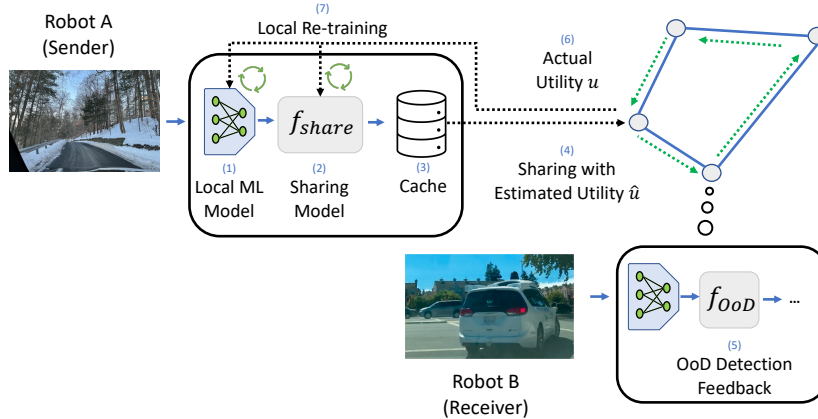 Robot A
(Sender)
(7)
Local Re-training
(6)
Actual
Utility u
f_share
(1)
Local ML
Model
(2)
Sharing
Model
(3)
Cache
(4)
Sharing with
Estimated Utility û
Robot B
(Receiver)
f_OoD
...
(5)
OoD Detection
Feedback